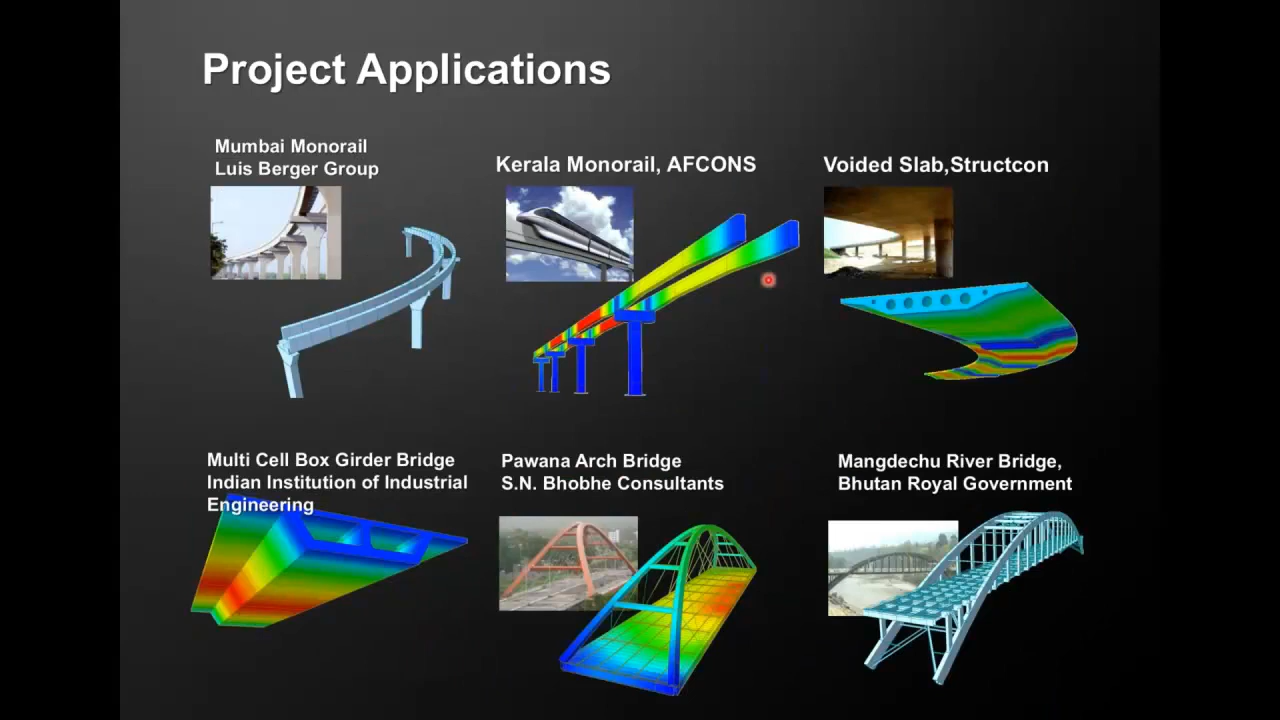 Project Applications
Mumbai Monorail
Luis Berger Group
Kerala Monorail, AFCONS
Voided Slab,Structcon
Multi Cell Box Girder Bridge
Indian Institution of Industrial
Engineering
Pawana Arch Bridge
S.N. Bhobhe Consultants
Mangdechu River Bridge,
Bhutan Royal Government